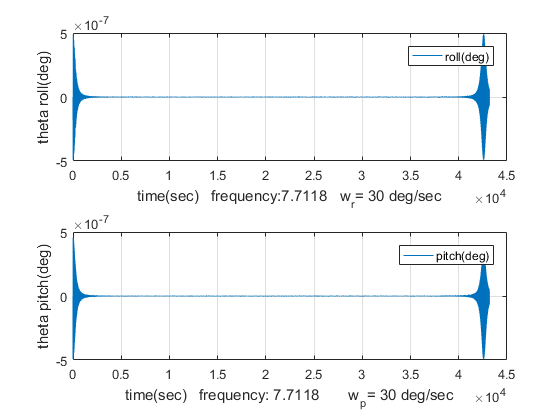 ×10-7
5
0
-5
theta roll(deg)
roll(deg)
0 0.5 1 1.5 2 2.5 3 3.5 4 4.5
×104
time(sec) frequency:7.7118 wr= 30 deg/sec
5 ×10-7
0
-5
theta pitch(deg)
pitch(deg)
0 0.5 1 1.5 2 2.5 3 3.5 4 4.5
×104
time(sec) frequency: 7.7118 wp= 30 deg/sec